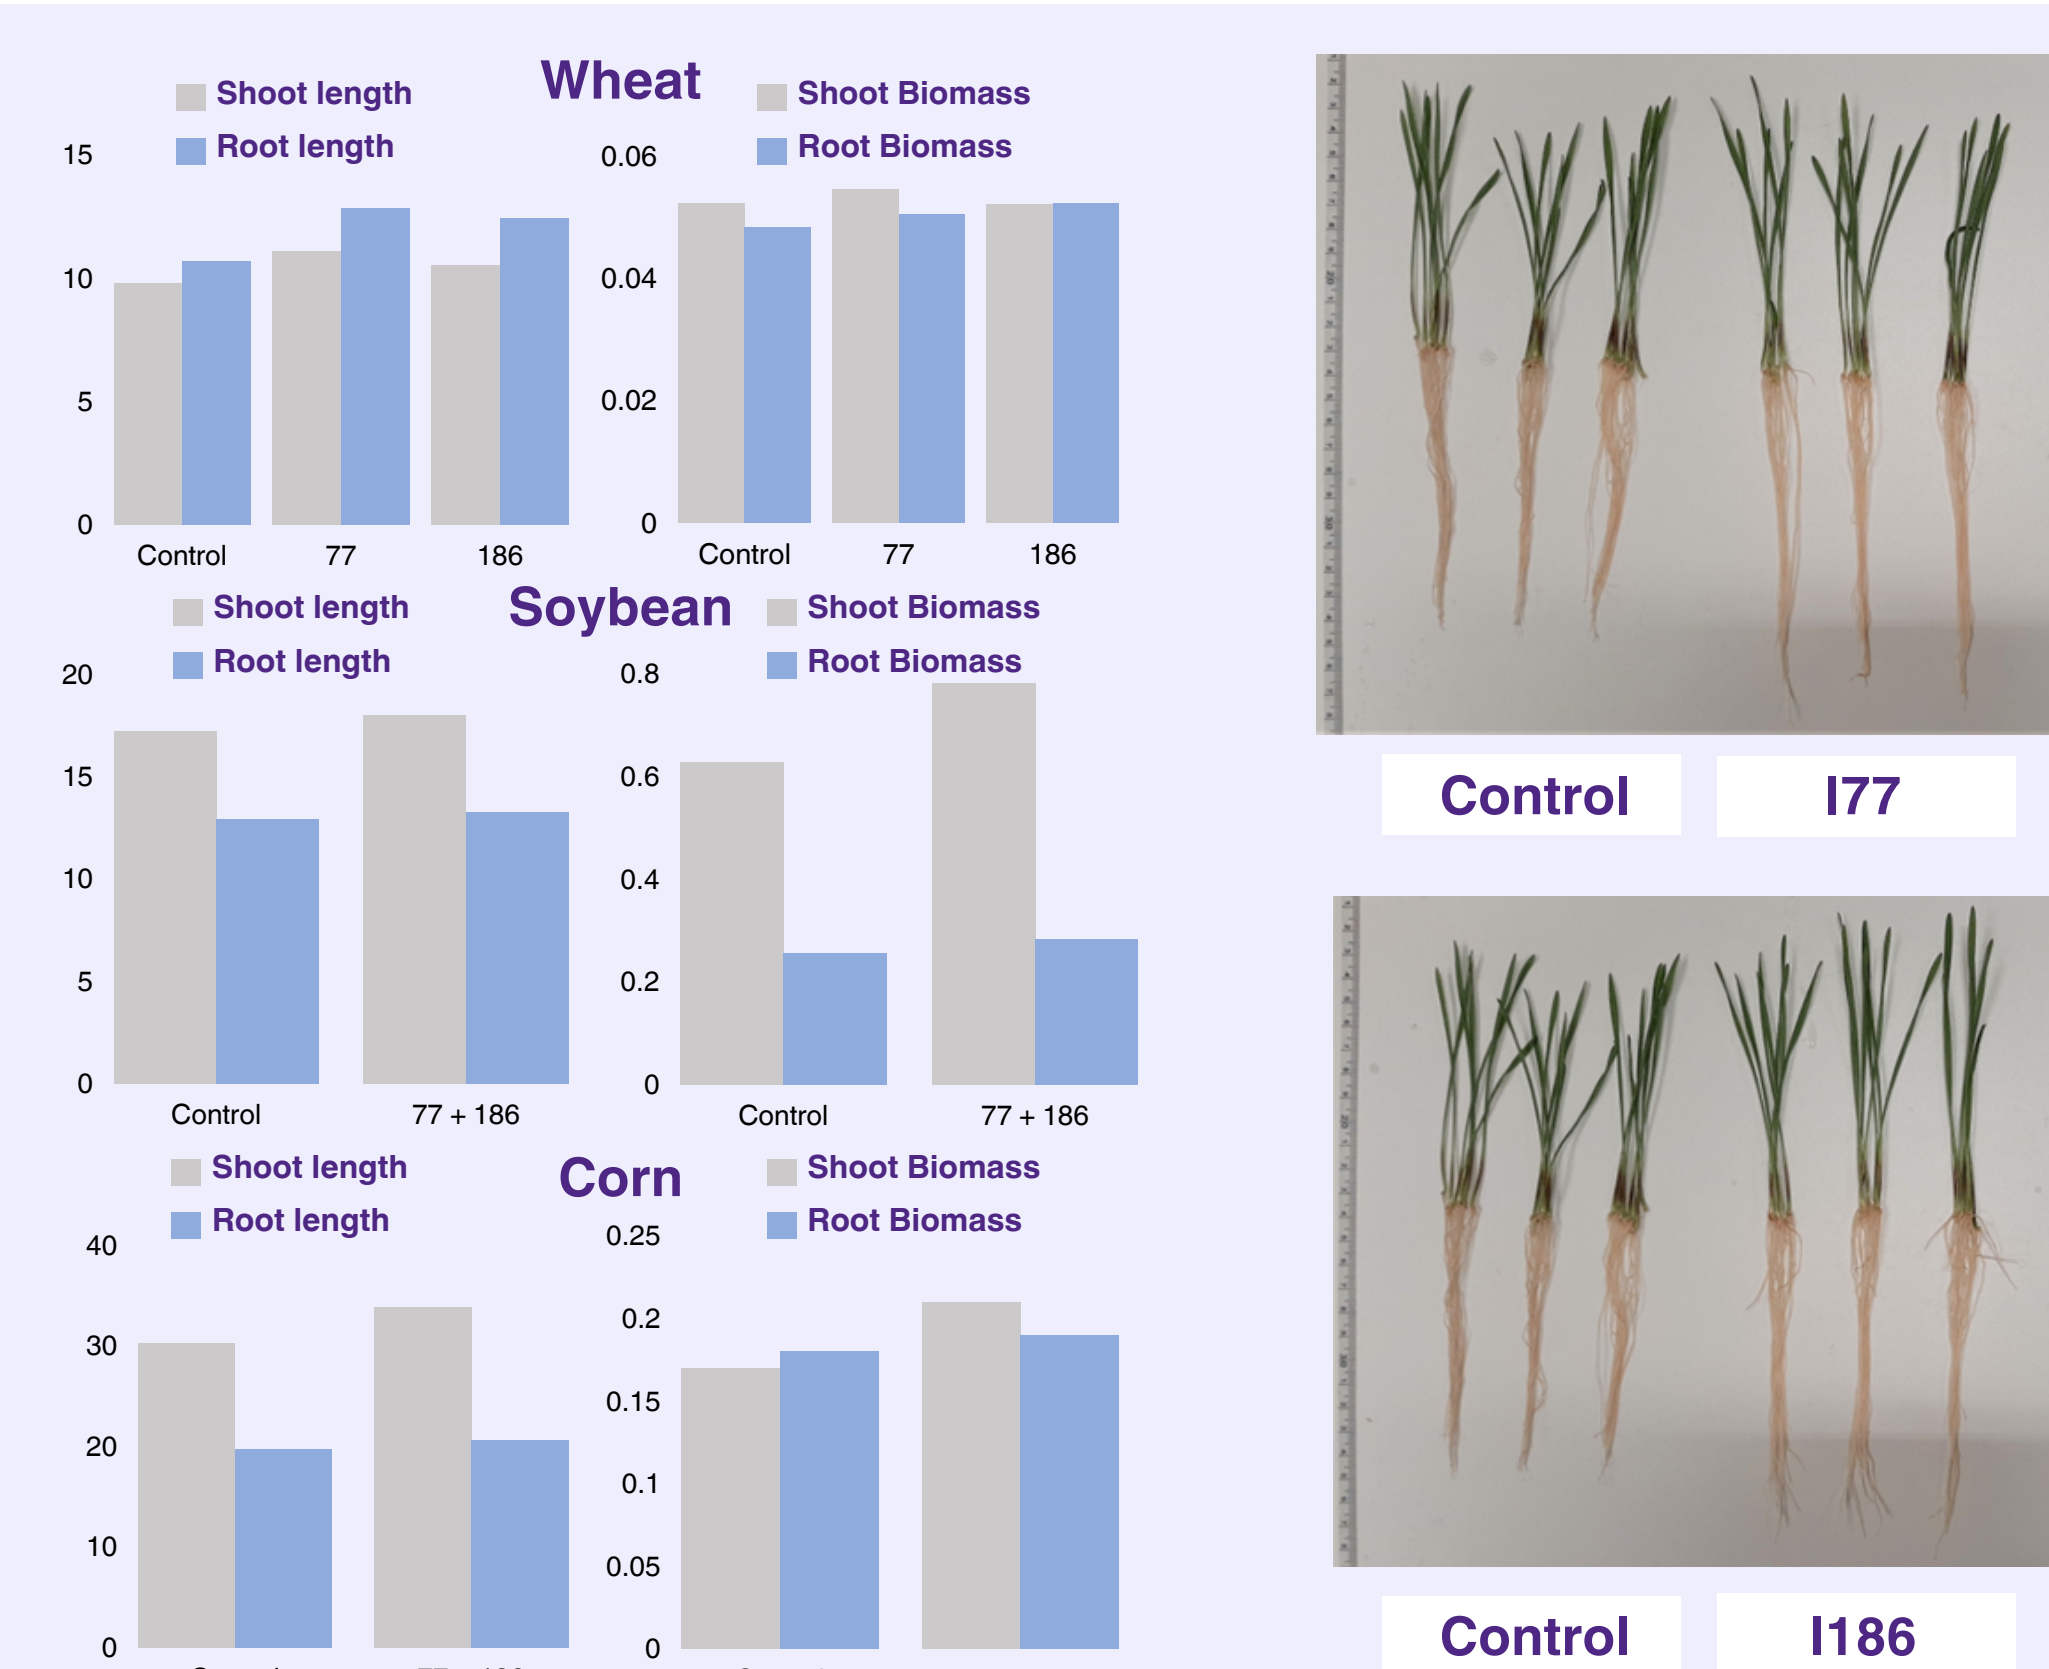 Wheat
Shoot length
Root length
15
10
5
0
Control 77 186
Shoot Biomass
Root Biomass
0.06
0.04
0.02
0
Control 77 186
Soybean
Shoot length
Root length
20
15
10
5
0
Control 77 + 186
Shoot Biomass
Root Biomass
0.8
0.6
0.4
0.2
0
Control 77 + 186
Corn
Shoot length
Root length
40
30
20
10
0
Shoot Biomass
Root Biomass
0.25
0.2
0.15
0.1
0.05
0
Control I77
Control I186